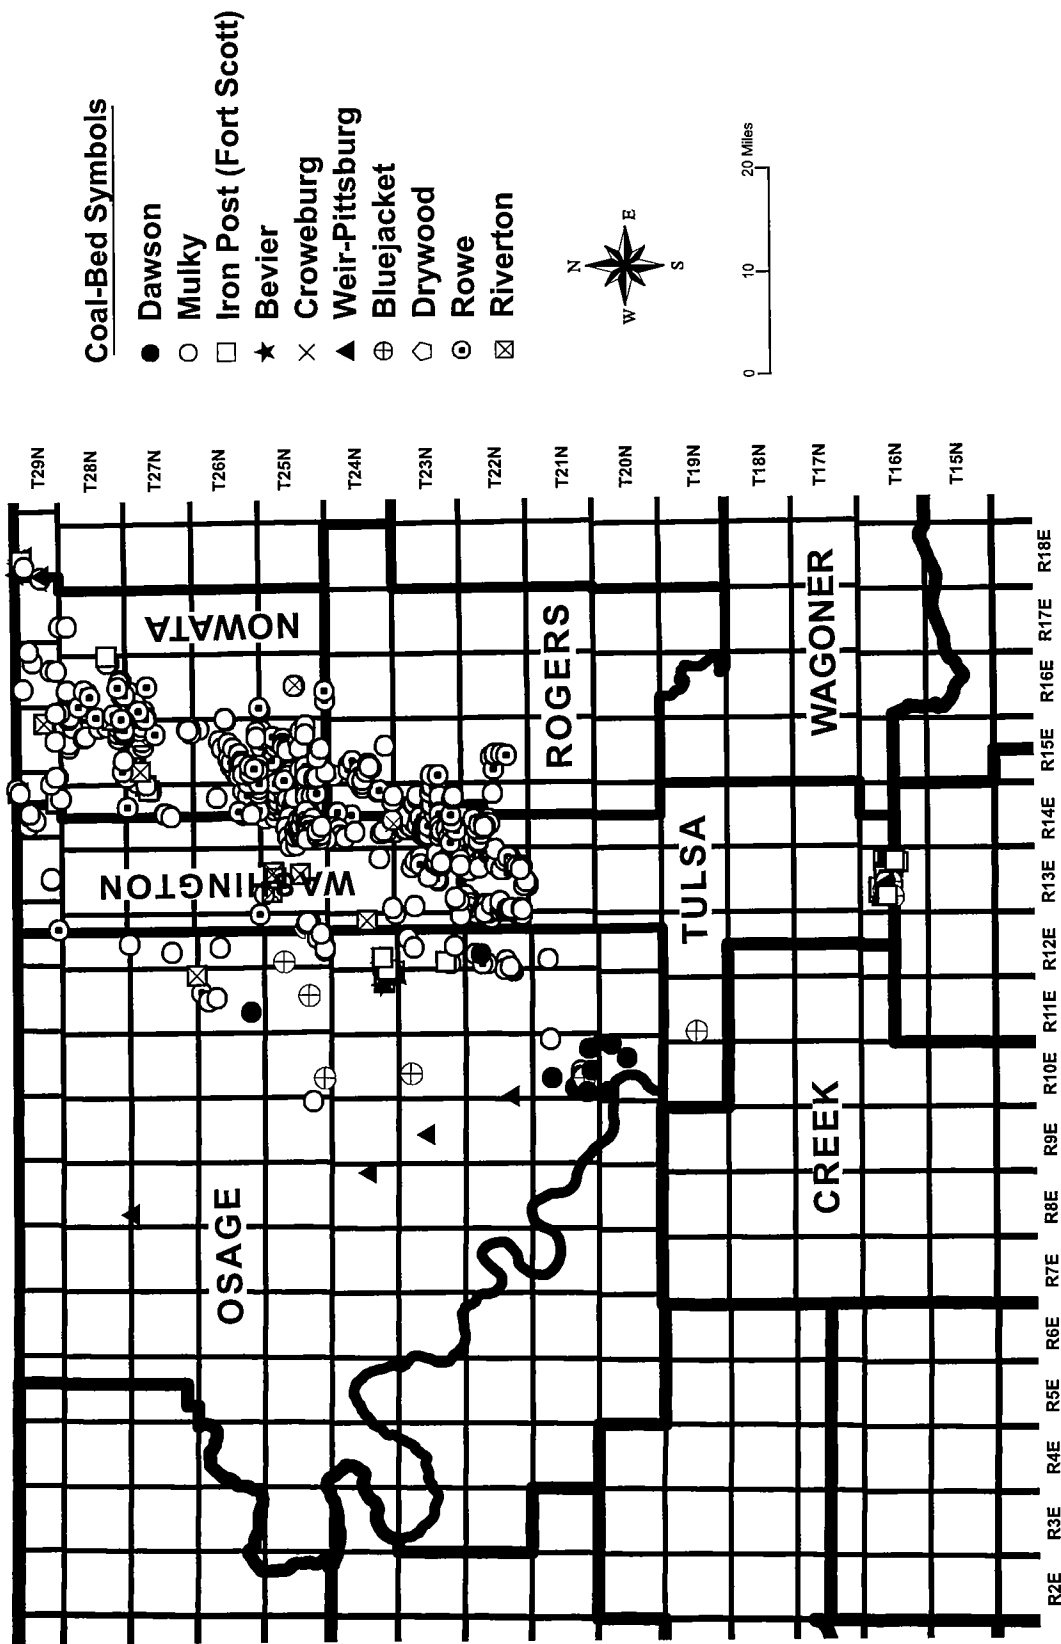 Coal-Bed Symbols
Dawson
Mulky
Iron Post (Fort Scott)
Bevier
Croweburg
Weir-Pittsburg
Bluejacket
Drywood
Rowe
Riverton
N
W
E
S
0
10
20 Miles
T29N
T28N
T27N
T26N
T25N
T24N
T23N
T22N
T21N
T20N
T19N
T18N
T17N
T16N
T15N
OSAGE
WASHINGTON
NOWATA
ROGERS
TULSA
WAGONER
CREEK
R2E
R3E
R4E
R5E
R6E
R7E
R8E
R9E
R10E
R11E
R12E
R13E
R14E
R15E
R16E
R17E
R18E